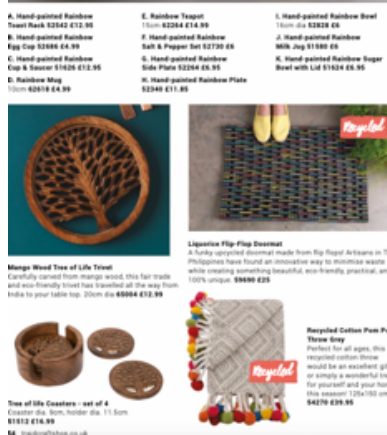 A. Hand-painted Rainbow
Toast Rack 52542 £12.95
B. Hand-painted Rainbow
Egg Cup 52686 £4.99
C. Hand-painted Rainbow
Cup & Saucer 51626 £12.95
D. Rainbow Mug
10cm 62618 £4.99
E. Rainbow Teapot
15cm 62264 £14.99
F. Hand-painted Rainbow
Salt & Pepper Set 52730 £6
G. Hand-painted Rainbow
Side Plate 52264 £6.95
H. Hand-painted Rainbow Plate
52340 £11.85
I. Hand-painted Rainbow Bowl
16cm dia 52828 £6
J. Hand-painted Rainbow
Milk Jug 51580 £6
K. Hand-painted Rainbow Sugar
Bowl with Lid 51624 £6.95
Recycled
Liquorice Flip-Flop Doormat
A funky upcycled doormat made from flip flops! Artisans in
Philippines have found an innovative way to minimise waste
while creating something beautiful, eco-friendly, practical,
100% unique. 59690 £25
Mango Wood Tree of Life Trivet
Carefully carved from mango wood, this fair trade
and eco-friendly trivet has travelled all the way from
India to your table top. 20cm dia 65004 £12.99
Recycled
Recycled Cotton Pom
Throw Gray
Perfect for all ages, this
recycled cotton throw
would be an excellent
or simply a wonderful
for yourself and your
this season! 125x150
54270 £39.95
Tree of life Coasters - set of 4
Coaster dia. 9cm, holder dia. 11.5cm
51512 £16.99
54 traidcraftshop.co.uk